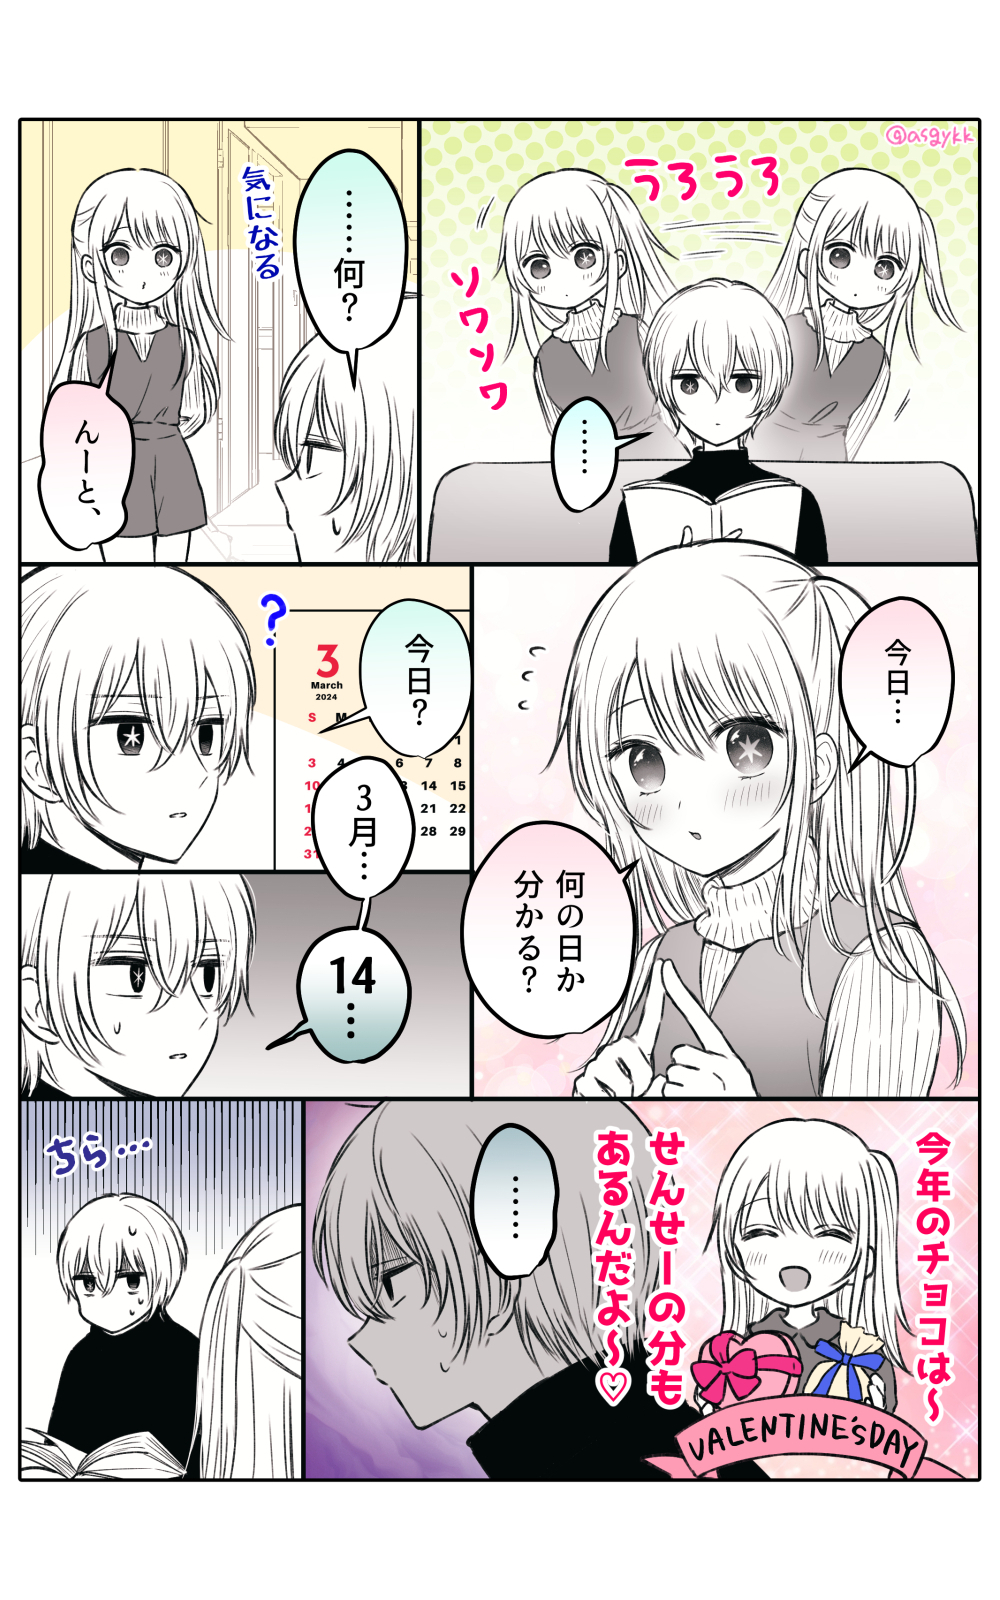 @asgykk
うろうろ
ソワソワ
………
………何？
気になる
んーと、
今日…
何の日か
分かる？
?
今日？
3
March
2024
S M
1
3 4 6 7 8
10 14 15
21 22
28 29
31
3月…
14…
今年のチョコは〜
せんせーの分も
あるんだよ〜♡
VALENTINE'S DAY
……
ちら…